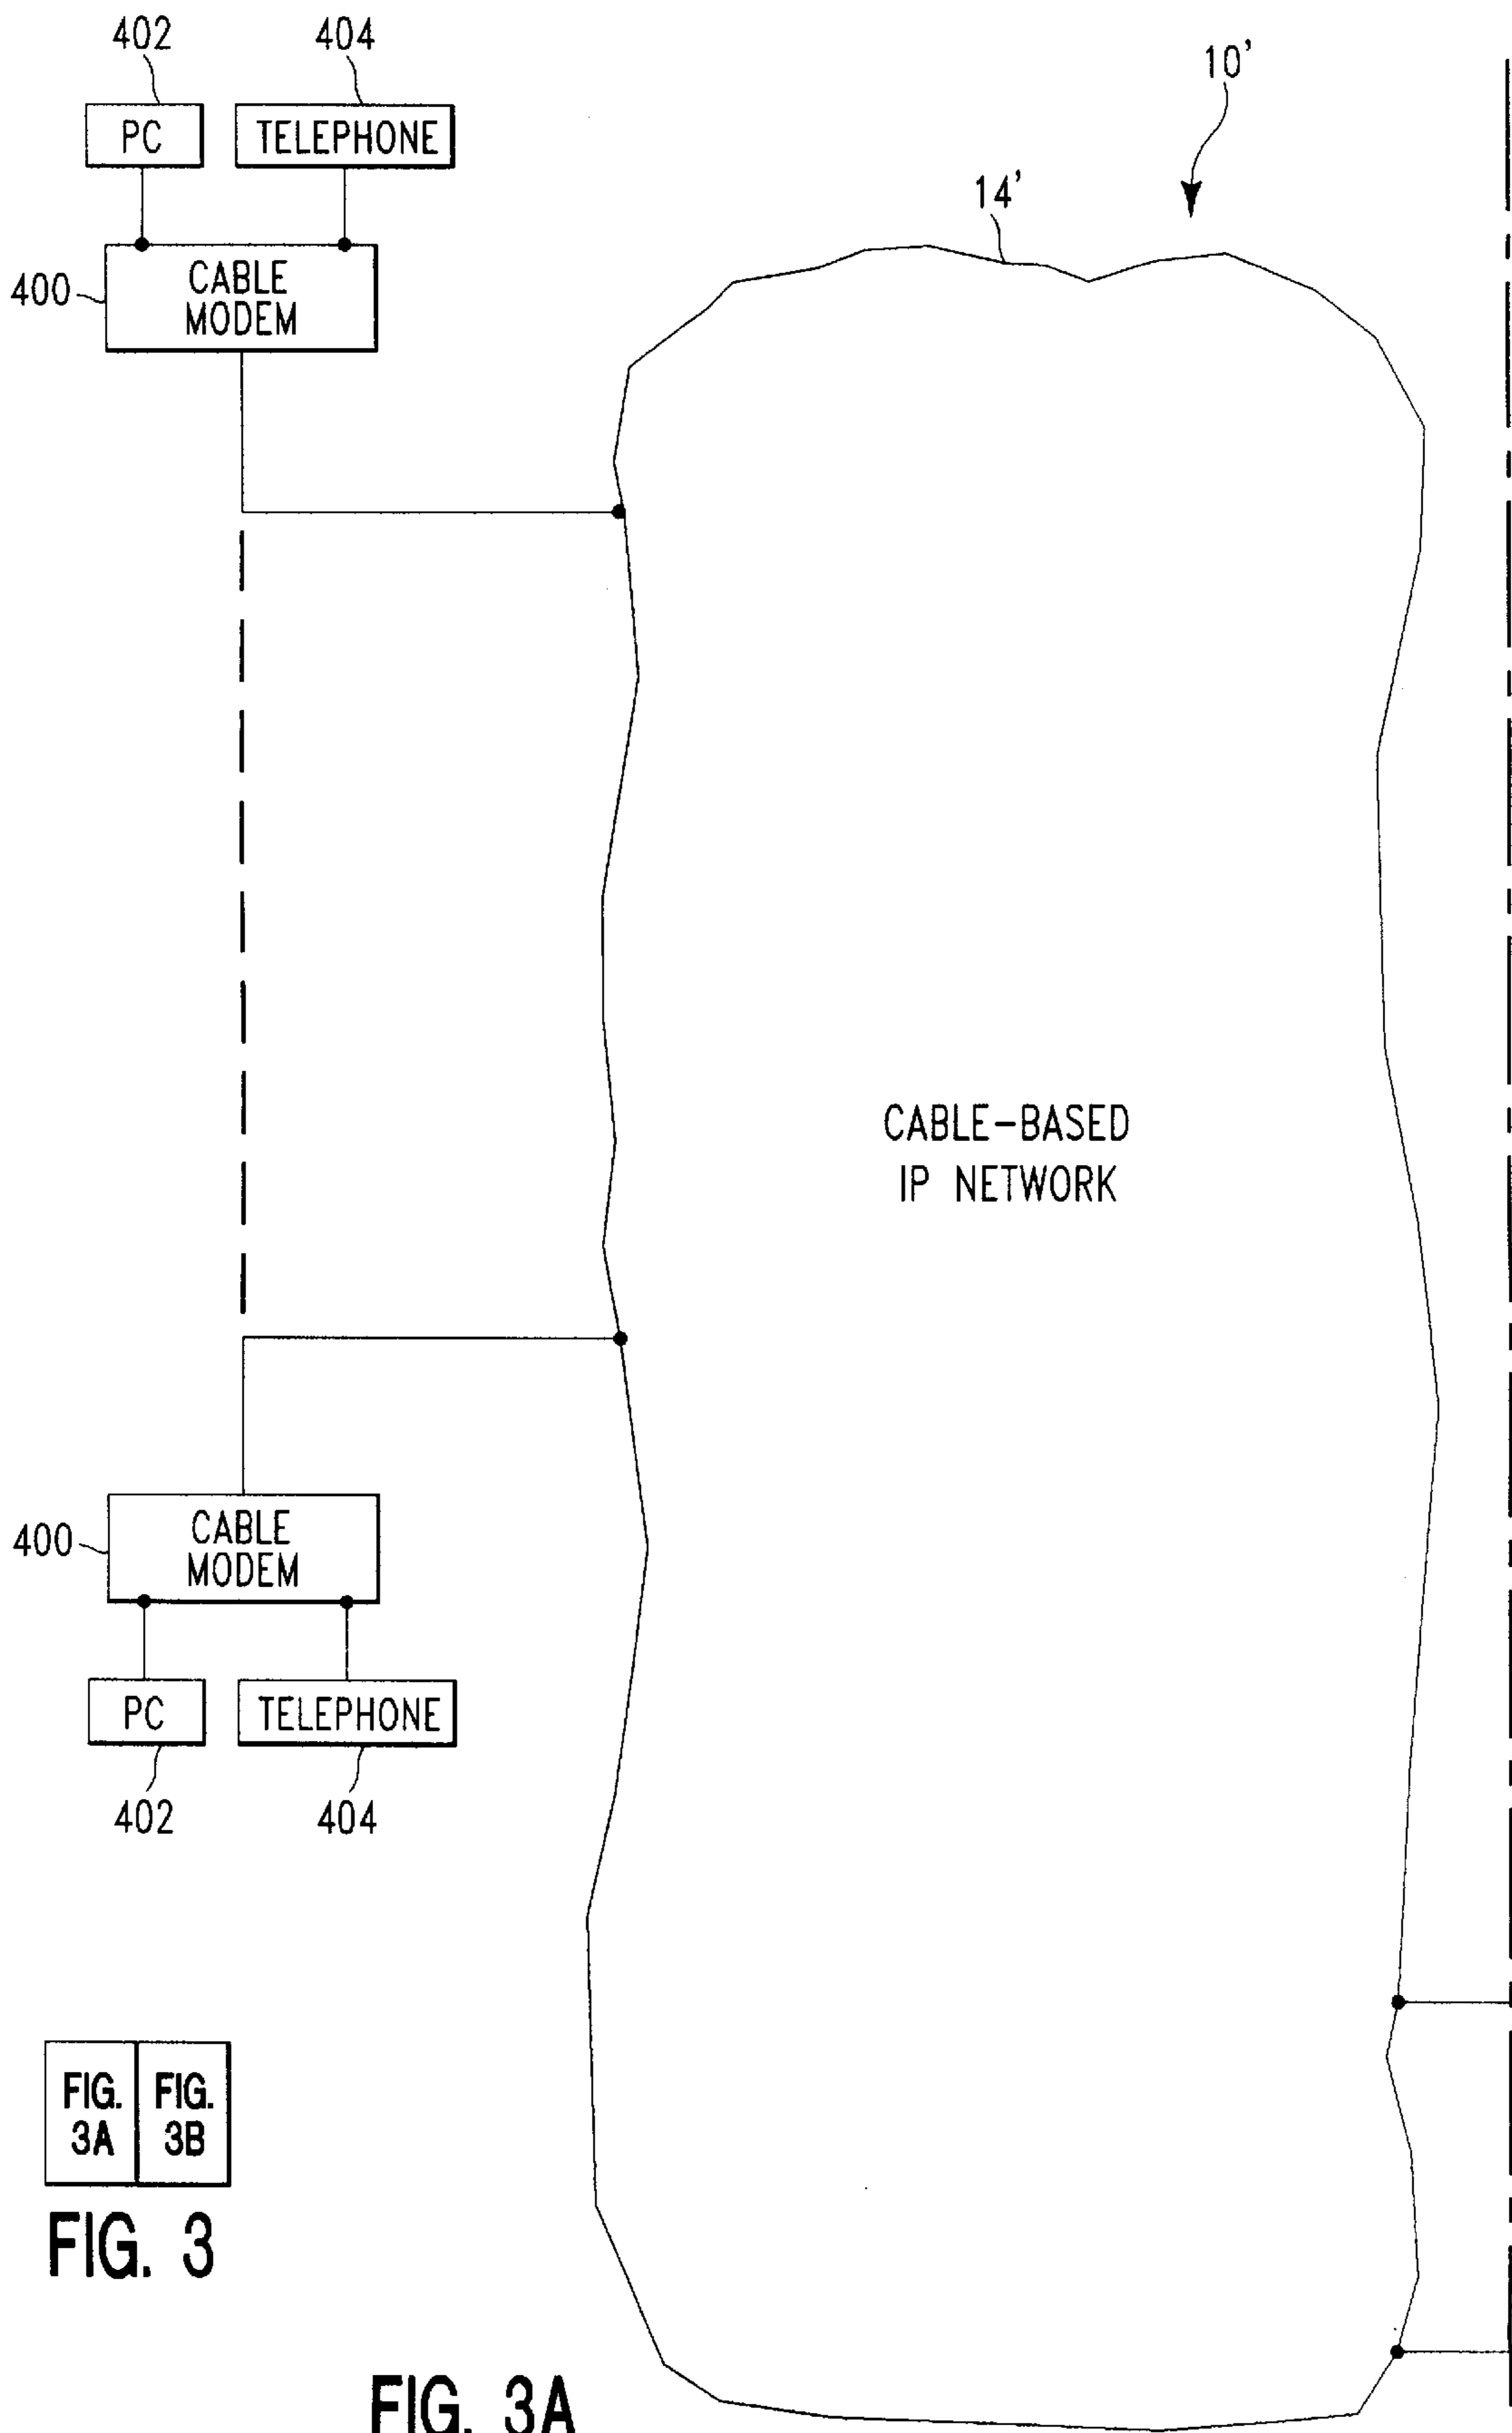 402
404
10'
PC
TELEPHONE
14'
400
CABLE
MODEM
CABLE-BASED
IP NETWORK
400
CABLE
MODEM
PC
TELEPHONE
402
404
FIG.
3A
FIG.
3B
FIG. 3
FIG. 3A